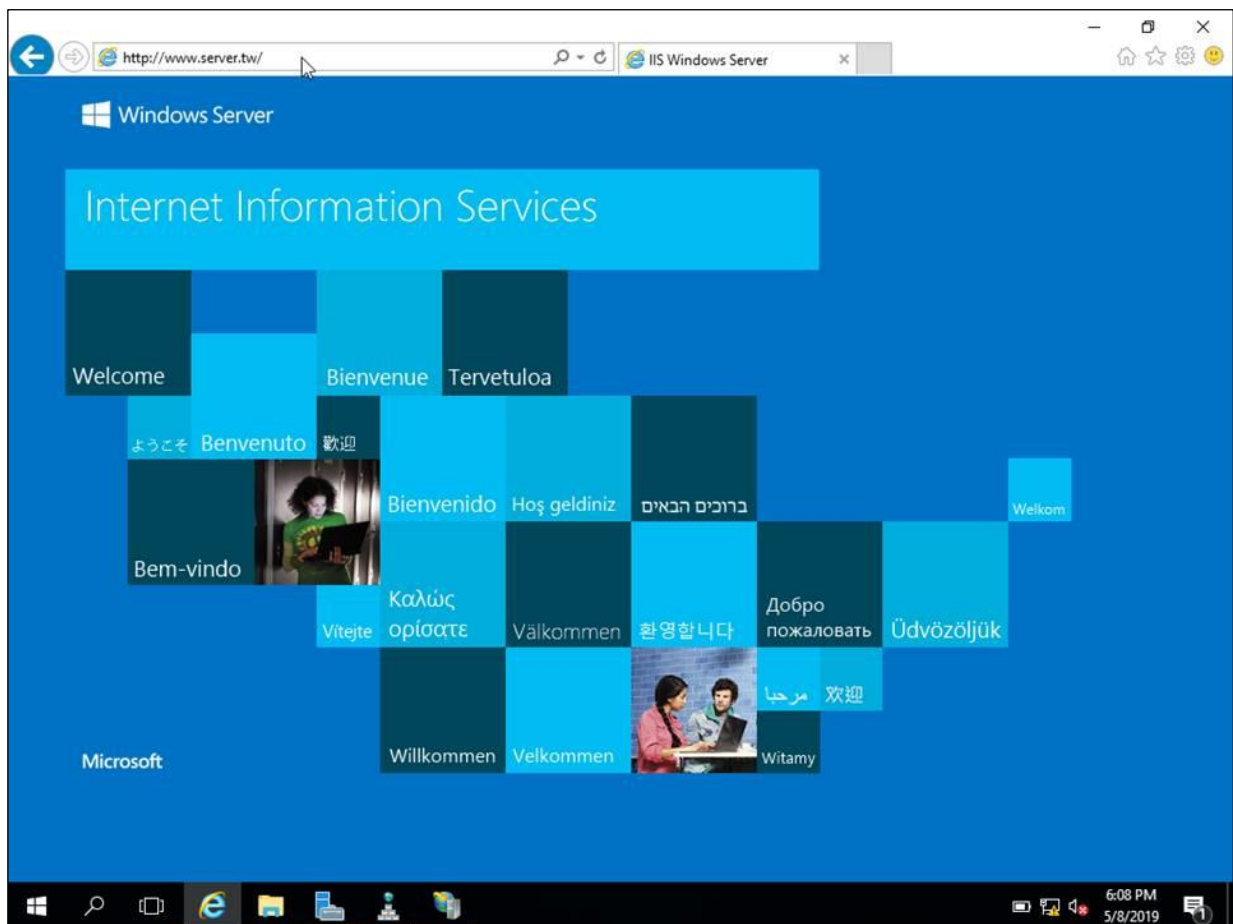 http://www.server.tw/
IIS Windows Server
Windows Server
Internet Information Services
Welcome
Bienvenue
Tervetuloa
ようこそ
Benvenuto
歡迎
Bienvenido
Hoş geldiniz
ברוכים הבאים
Welkom
Bem-vindo
Vítejte
Καλώς
ορίσατε
Välkommen
환영합니다
Добро
пожаловать
Üdvözöljük
مرحبا
欢迎
Microsoft
Willkommen
Velkommen
Witamy
6:08 PM
5/8/2019
1